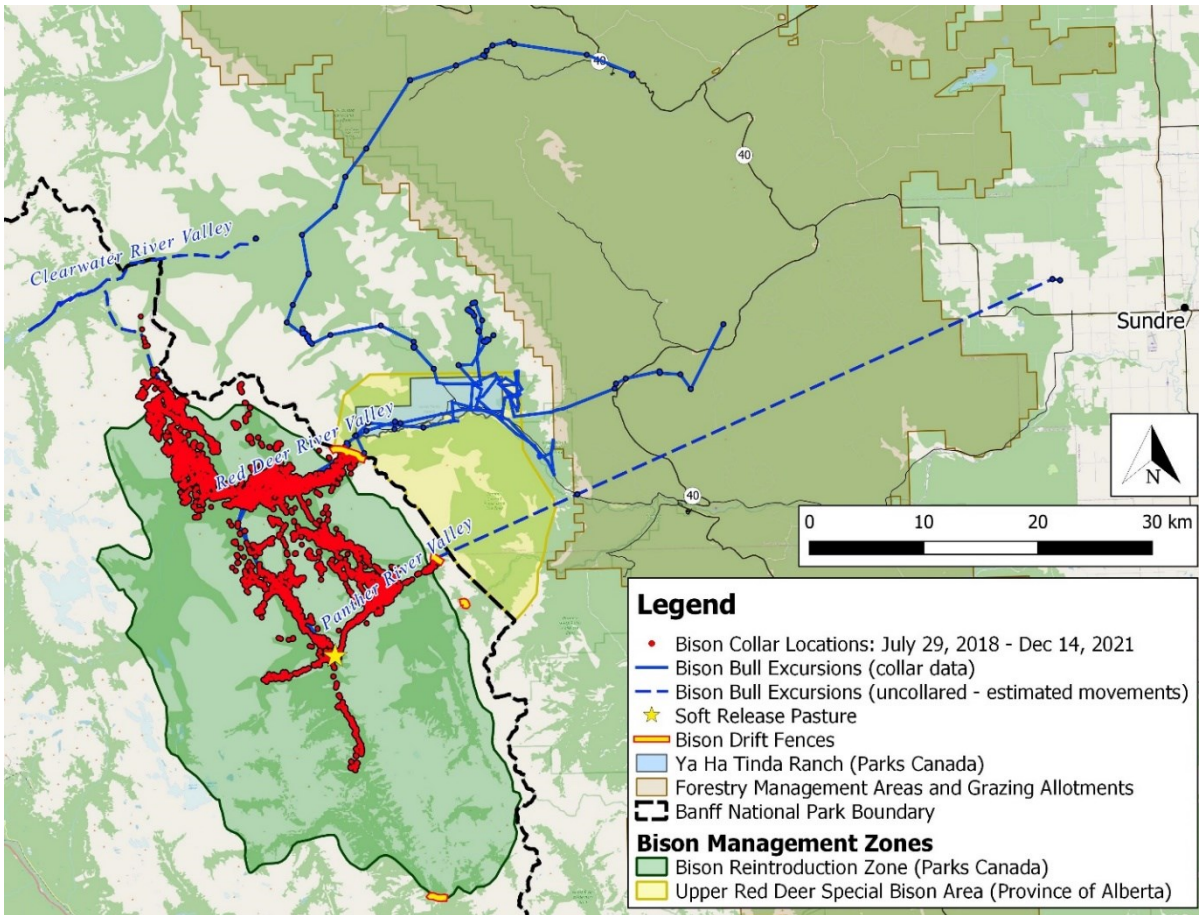 40
40
Clearwater River Valley
Sundre
Red Deer River Valley
N
40
0 10 20 30 km
Panther River Valley
Legend
Bison Collar Locations: July 29, 2018 - Dec 14, 2021
Bison Bull Excursions (collar data)
Bison Bull Excursions (uncollared - estimated movements)
Soft Release Pasture
Bison Drift Fences
Ya Ha Tinda Ranch (Parks Canada)
Forestry Management Areas and Grazing Allotments
Banff National Park Boundary
Bison Management Zones
Bison Reintroduction Zone (Parks Canada)
Upper Red Deer Special Bison Area (Province of Alberta)